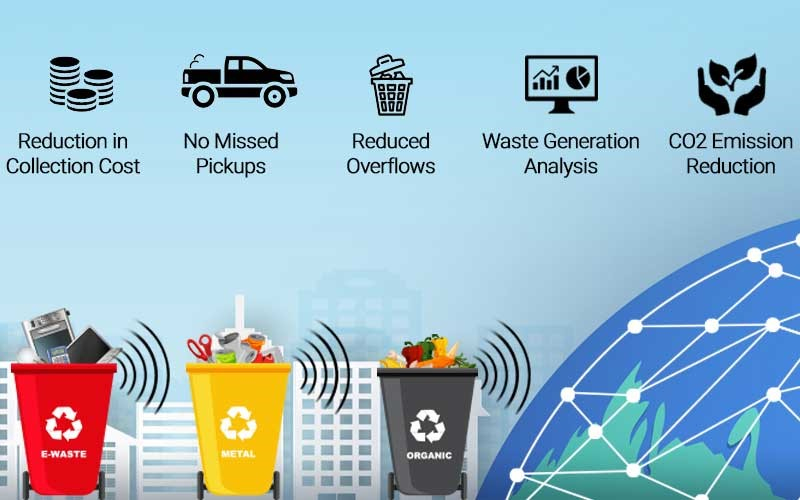 Reduction in
Collection Cost
No Missed
Pickups
Reduced
Overflows
Waste Generation
Analysis
CO2 Emission
Reduction
E-WASTE
METAL
ORGANIC